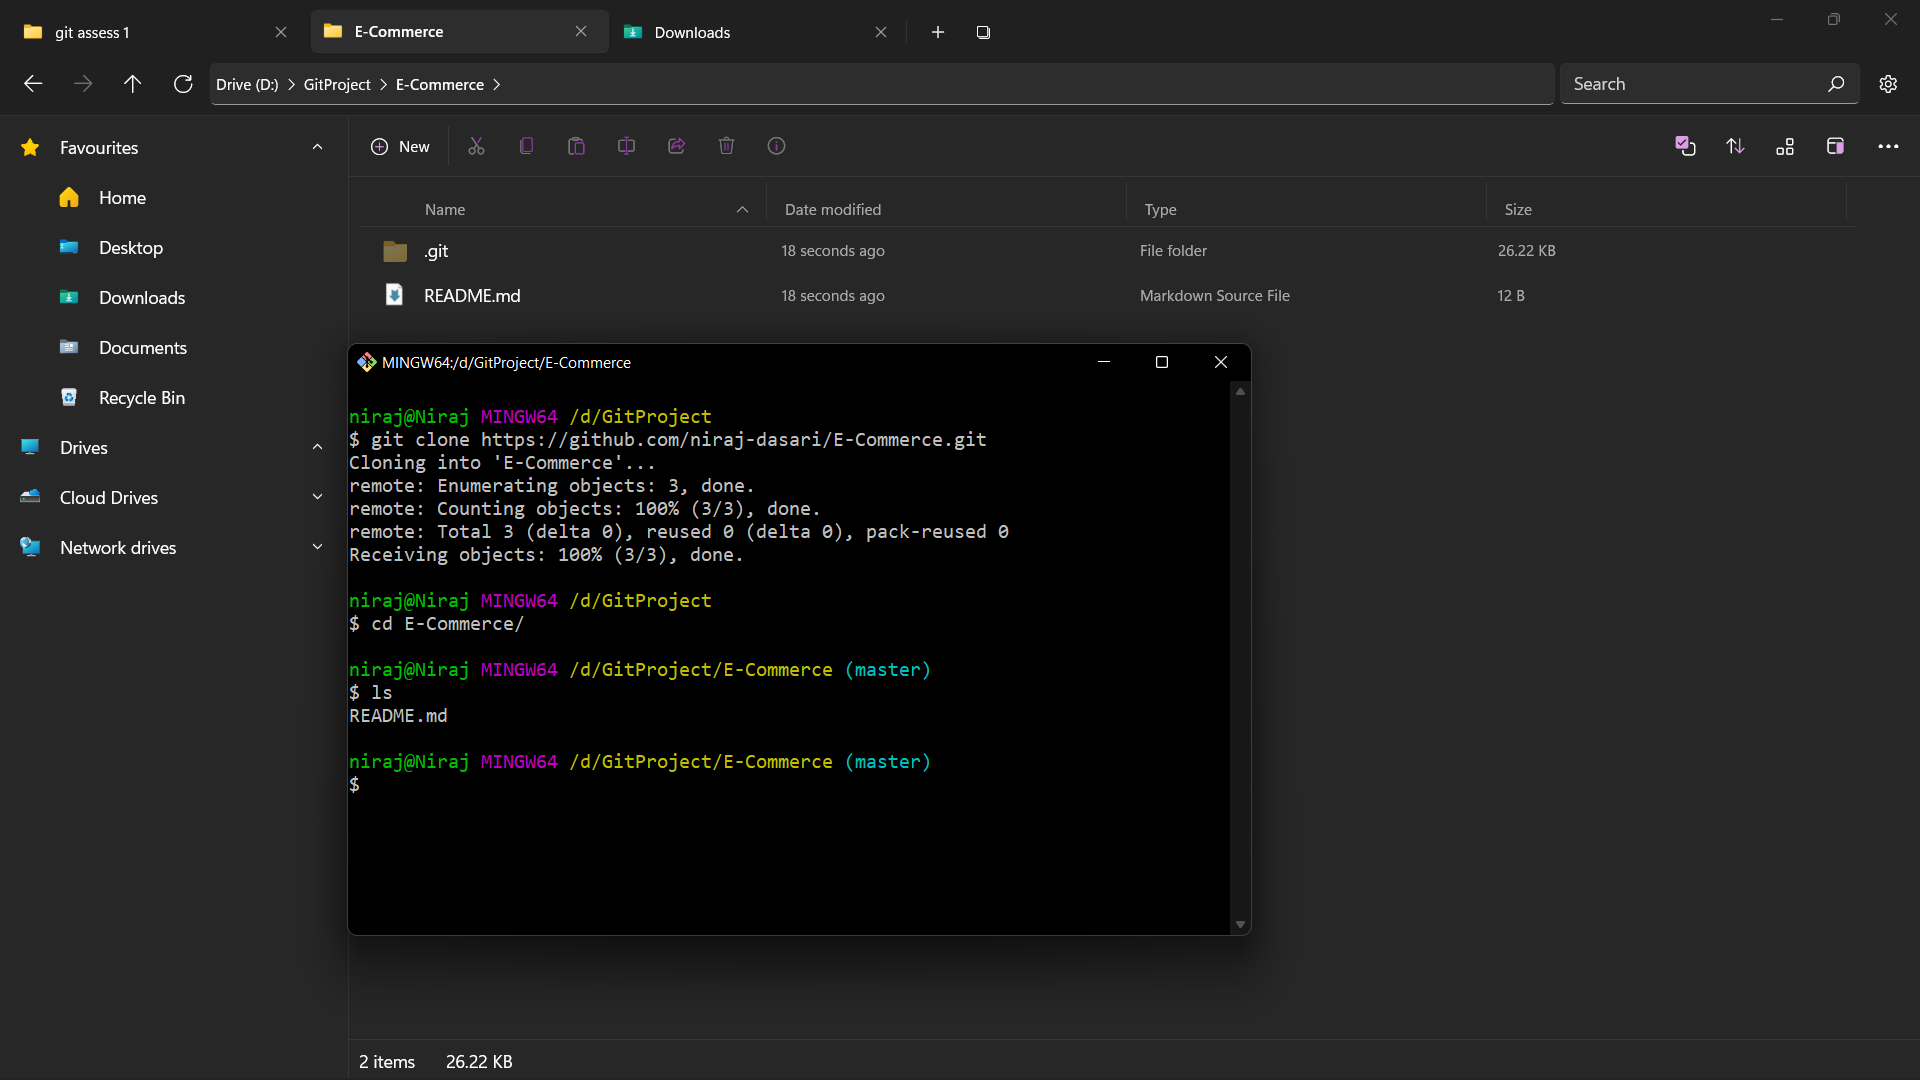 git assess 1
E-Commerce
Downloads
Drive (D:) > GitProject > E-Commerce >
Search
Favourites
Home
Desktop
Downloads
Documents
Recycle Bin
Drives
Cloud Drives
Network drives
New
Name Date modified Type Size
.git 18 seconds ago File folder 26.22 KB
README.md 18 seconds ago Markdown Source File 12 B
MINGW64:/d/GitProject/E-Commerce
niraj@Niraj MINGW64 /d/GitProject
$ git clone https://github.com/niraj-dasari/E-Commerce.git
Cloning into 'E-Commerce'...
remote: Enumerating objects: 3, done.
remote: Counting objects: 100% (3/3), done.
remote: Total 3 (delta 0), reused 0 (delta 0), pack-reused 0
Receiving objects: 100% (3/3), done.
niraj@Niraj MINGW64 /d/GitProject
$ cd E-Commerce/
niraj@Niraj MINGW64 /d/GitProject/E-Commerce (master)
$ ls
README.md
niraj@Niraj MINGW64 /d/GitProject/E-Commerce (master)
$
2 items 26.22 KB